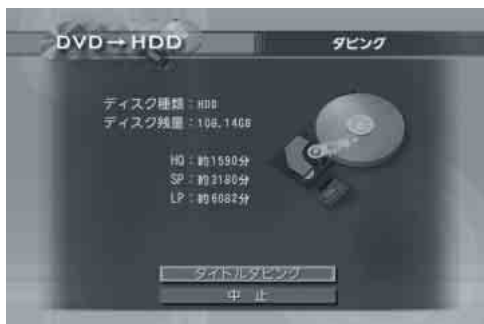 DVD→HDD
ダビング
ディスク種類：HDD
ディスク残量：108.14GB
HQ：約1590分
SP：約3180分
LP：約6082分
タイトルダビング
中 止